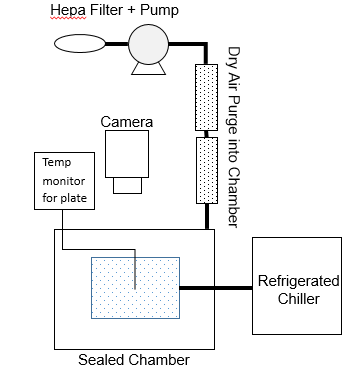 Hepa Filter + Pump
Dry Air Purge into Chamber
Camera
Temp
monitor
for plate
Refrigerated
Chiller
Sealed Chamber